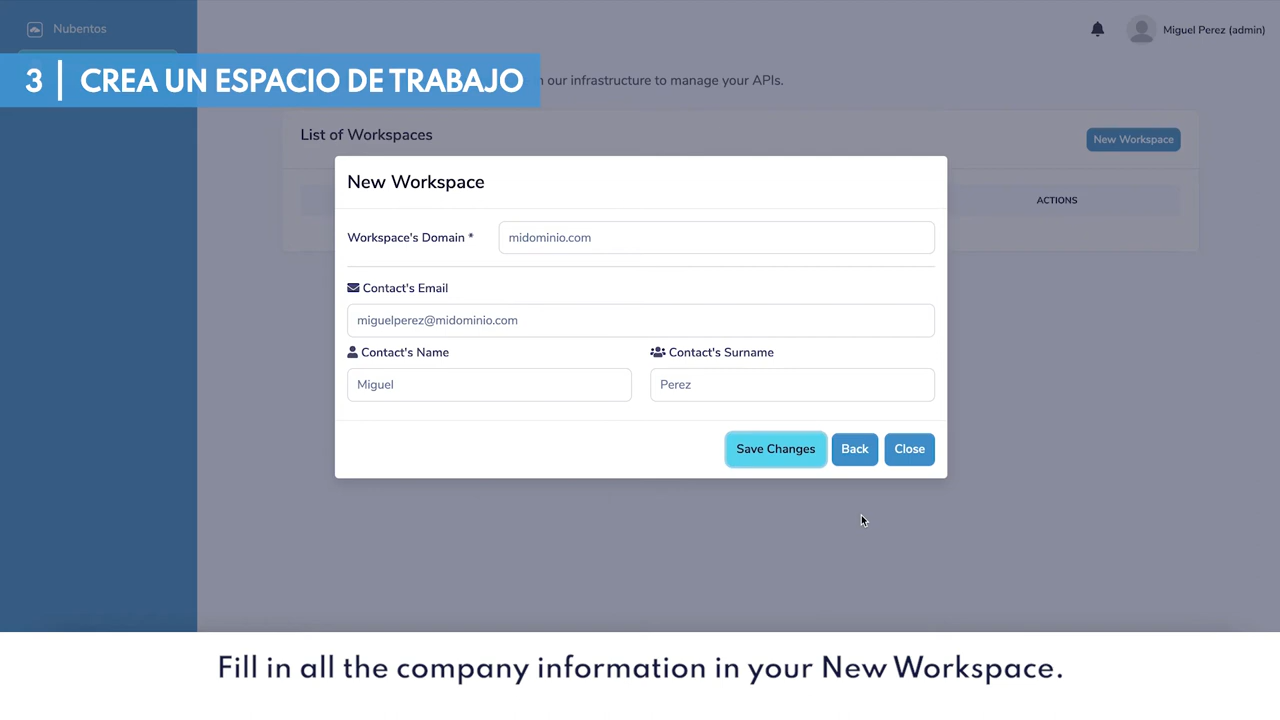 Nubentos
Miguel Perez (admin)
3 | CREA UN ESPACIO DE TRABAJO
our infrastructure to manage your APIs.
List of Workspaces
New Workspace
ACTIONS
New Workspace
Workspace's Domain *
midominio.com
Contact's Email
miguelperez@midominio.com
Contact's Name
Contact's Surname
Miguel
Perez
Save Changes
Back
Close
Fill in all the company information in your New Workspace.